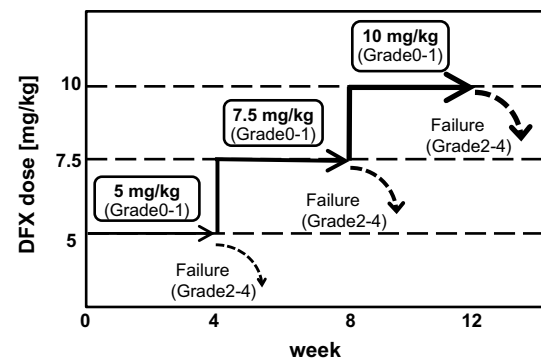 10 mg/kg
(Grade0-1)
10
7.5 mg/kg
(Grade0-1)
Failure
(Grade2-4)
7.5
5 mg/kg
(Grade0-1)
Failure
(Grade2-4)
5
Failure
(Grade2-4)
DFX dose [mg/kg]
0 4 8 12
week